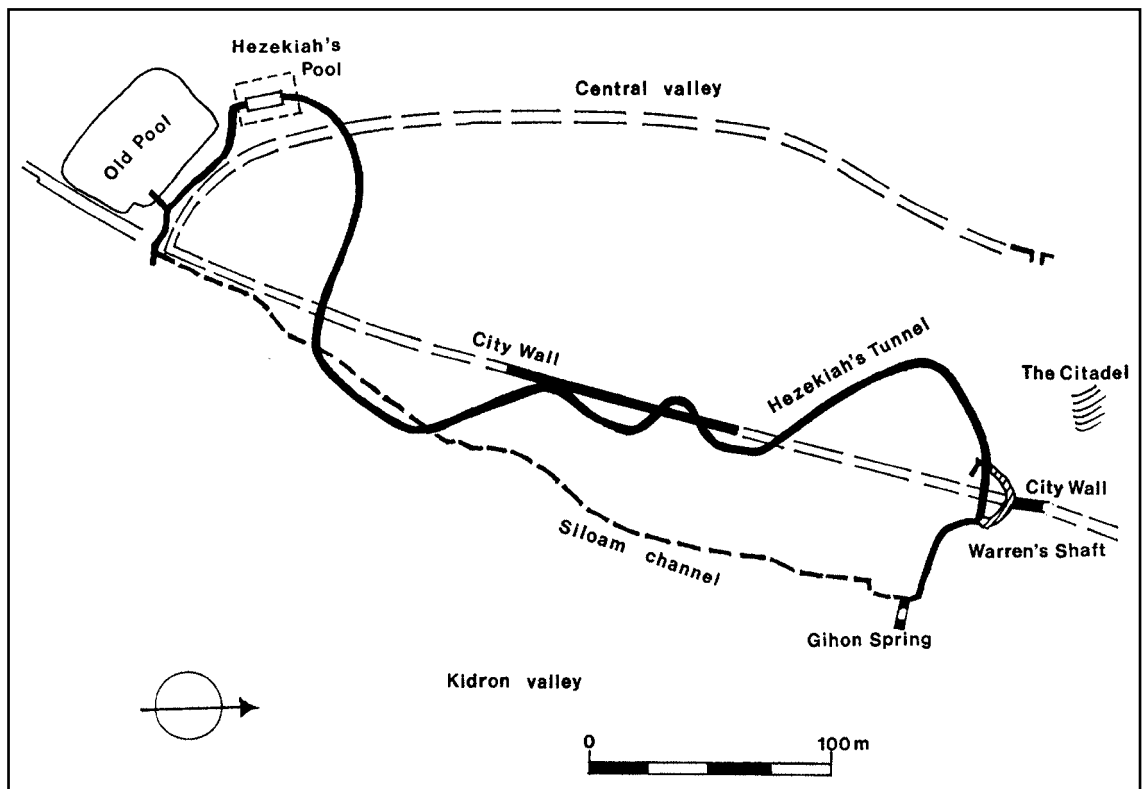 Hezekiah's
Pool
Central valley
Old Pool
City Wall
Hezekiah's Tunnel
The Citadel
City Wall
Warren's Shaft
Siloam channel
Gihon Spring
Kidron valley
0 100m